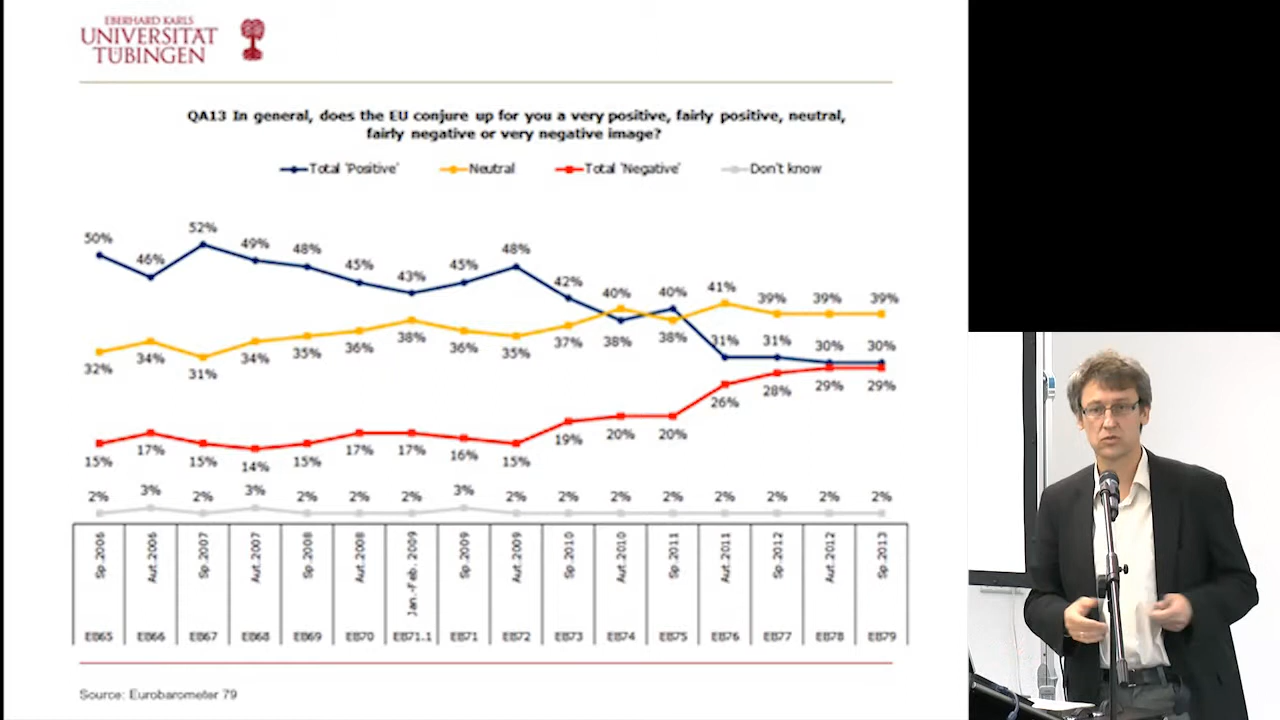 EBERHARD KARLS
UNIVERSITÄT
TÜBINGEN
QA13 In general, does the EU conjure up for you a very positive, fairly positive, neutral,
fairly negative or very negative image?
Total 'Positive' Neutral Total 'Negative' Don't know
50% 46% 52% 49% 48% 45% 43% 45% 48% 42% 38% 40% 31% 31% 30% 30%
32% 34% 31% 34% 35% 36% 38% 36% 35% 37% 40% 38% 41% 39% 39% 39%
15% 17% 15% 14% 15% 17% 17% 16% 15% 19% 20% 20% 26% 28% 29% 29%
2% 3% 2% 3% 2% 2% 2% 3% 2% 2% 2% 2% 2% 2% 2% 2%
Sp.2006 Aut.2006 Sp.2007 Aut.2007 Sp.2008 Aut.2008 Jan.-Feb. 2009 Sp.2009 Aut.2009 Sp.2010 Aut.2010 Sp.2011 Aut.2011 Sp.2012 Aut.2012 Sp.2013
EB65 EB66 EB67 EB68 EB69 EB70 EB71.1 EB71 EB72 EB73 EB74 EB75 EB76 EB77 EB78 EB79
Source: Eurobarometer 79